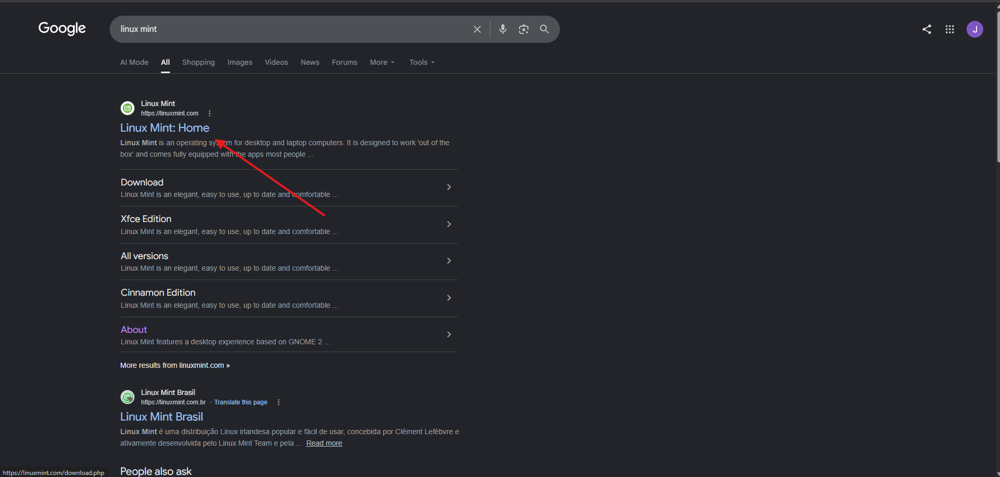 Google
linux mint
J
AI Mode All Shopping Images Videos News Forums More Tools
Linux Mint
https://linuxmint.com
Linux Mint: Home
Linux Mint is an operating system for desktop and laptop computers. It is designed to work 'out of the
box' and comes fully equipped with the apps most people ...
Download
Linux Mint is an elegant, easy to use, up to date and comfortable ...
Xfce Edition
Linux Mint is an elegant, easy to use, up to date and comfortable ...
All versions
Linux Mint is an elegant, easy to use, up to date and comfortable ...
Cinnamon Edition
Linux Mint is an elegant, easy to use, up to date and comfortable ...
About
Linux Mint features a desktop experience based on GNOME 2 ...
More results from linuxmint.com »
Linux Mint Brasil
https://linuxmint.com.br · Translate this page
Linux Mint Brasil
Linux Mint é uma distribuição Linux irlandesa popular e fácil de usar, concebida por Clément Lefèbvre e
ativamente desenvolvida pelo Linux Mint Team e pela ... Read more
People also ask
https://linuxmint.com/download.php